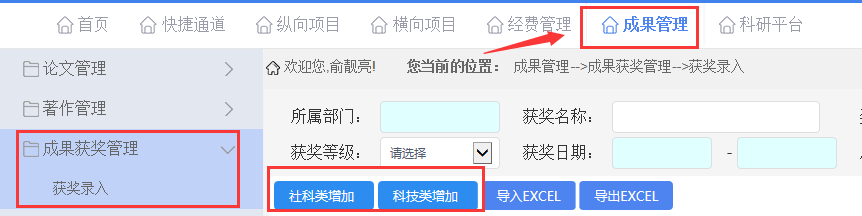 首页 快捷通道 纵向项目 横向项目 经费管理 成果管理 科研平台
论文管理
著作管理
成果获奖管理
获奖录入
欢迎您,俞靓亮! 您当前的位置： 成果管理-->成果获奖管理-->获奖录入
所属部门： 获奖名称：
获奖等级： 请选择 获奖日期： -
社科类增加 科技类增加 导入EXCEL 导出EXCEL